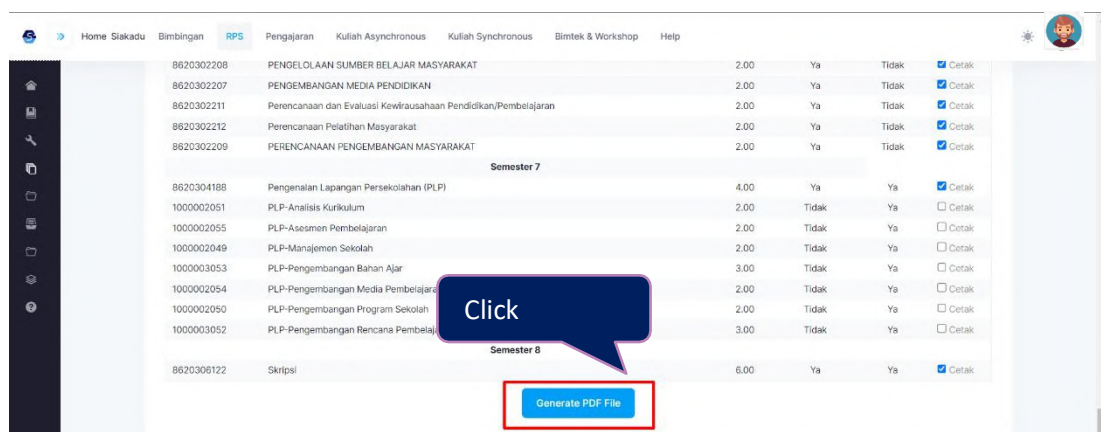 Home Siakadu Bimbingan RPS Pengajaran Kuliah Asynchronous Kuliah Synchronous Bimtek & Workshop Help
8620302208 PENGELOLAAN SUMBER BELAJAR MASYARAKAT 2.00 Ya Tidak Cetak
8620302207 PENGEMBANGAN MEDIA PENDIDIKAN 2.00 Ya Tidak Cetak
8620302211 Perencanaan dan Evaluasi Kewirausahaan Pendidikan/Pembelajaran 2.00 Ya Tidak Cetak
8620302212 Perencanaan Pelatihan Masyarakat 2.00 Ya Tidak Cetak
8620302209 PERENCANAAN PENGEMBANGAN MASYARAKAT 2.00 Ya Tidak Cetak
Semester 7
8620304188 Pengenalan Lapangan Persekolahan (PLP) 4.00 Ya Ya Cetak
1000002051 PLP-Analisis Kurikulum 2.00 Tidak Ya Cetak
1000002055 PLP-Asesmen Pembelajaran 2.00 Tidak Ya Cetak
1000002049 PLP-Manajemen Sekolah 2.00 Tidak Ya Cetak
1000003053 PLP-Pengembangan Bahan Ajar 3.00 Tidak Ya Cetak
1000002054 PLP-Pengembangan Media Pembelajara 2.00 Tidak Ya Cetak
1000002050 PLP-Pengembangan Program Sekolah 2.00 Tidak Ya Cetak
1000003052 PLP-Pengembangan Rencana Pembelaj 3.00 Tidak Ya Cetak
Click
Semester 8
8620306122 Skripsi 6.00 Ya Ya Cetak
Generate PDF File